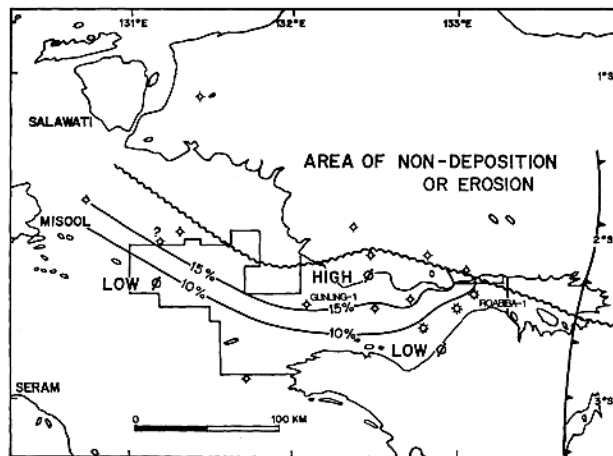 131°E
132°E
133°E
1°S
SALAWATI
AREA OF NON-DEPOSITION
OR EROSION
MISOOL
?
2°S
15%
HIGH
LOW Ø
10%
GUNUNG-1
15%
ROABIBA-1
10%
LOW
Ø
SERAM
0
100 KM
3°S